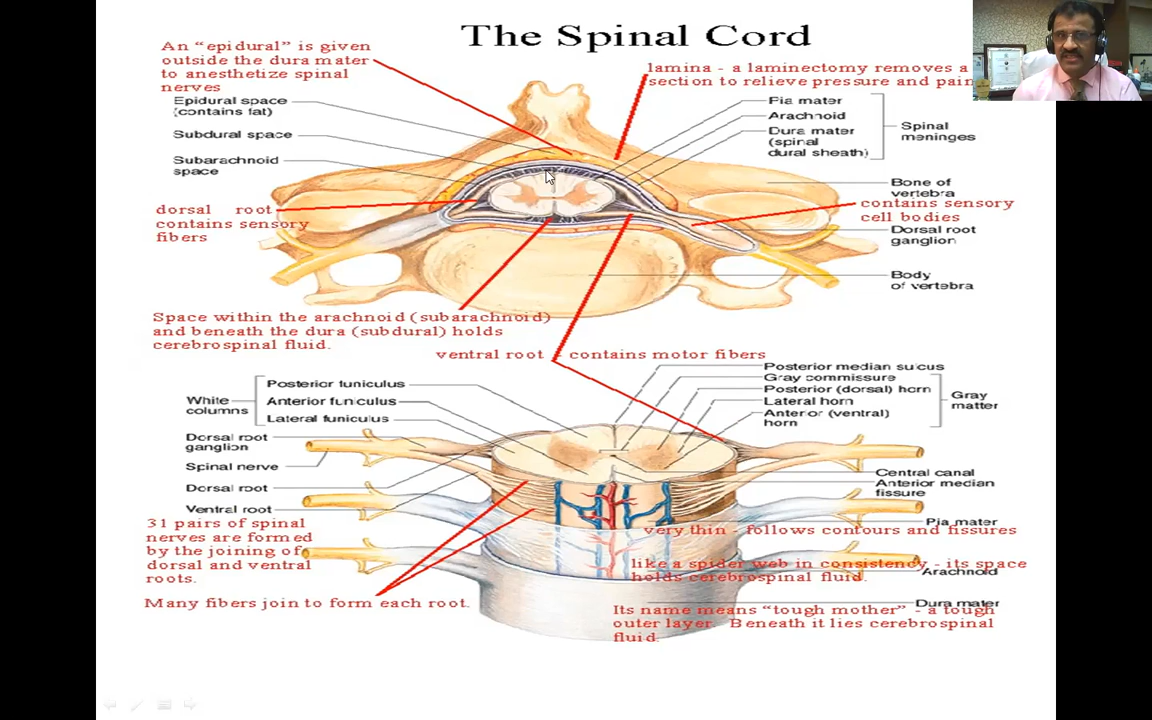 The Spinal Cord
An “epidural” is given
outside the dura mater
to anesthetize spinal
nerves
Epidural space
(contains fat)
Subdural space
Subarachnoid
space
dorsal root
contains sensory
fibers
lamina - a laminectomy removes a
section to relieve pressure and pain
Pia mater
Arachnoid
Dura mater
(spinal
dural sheath)
Spinal
meninges
Bone of
vertebra
contains sensory
cell bodies
Dorsal root
ganglion
Body
of vertebra
Space within the arachnoid (subarachnoid)
and beneath the dura (subdural) holds
cerebrospinal fluid.
ventral root - contains motor fibers
White
columns
Posterior funiculus
Anterior funiculus
Lateral funiculus
Dorsal root
ganglion
Spinal nerve
Dorsal root
Ventral root
31 pairs of spinal
nerves are formed
by the joining of
dorsal and ventral
roots.
Many fibers join to form each root.
Posterior median sulcus
Gray commissure
Posterior (dorsal) horn
Lateral horn
Anterior (ventral)
horn
Gray
matter
Central canal
Anterior median
fissure
Pia mater
very thin - follows contours and fissures
like a spider web in consistency - its space
holds cerebrospinal fluid.
Arachnoid
Dura mater
Its name means “tough mother” - a tough
outer layer. Beneath it lies cerebrospinal
fluid.